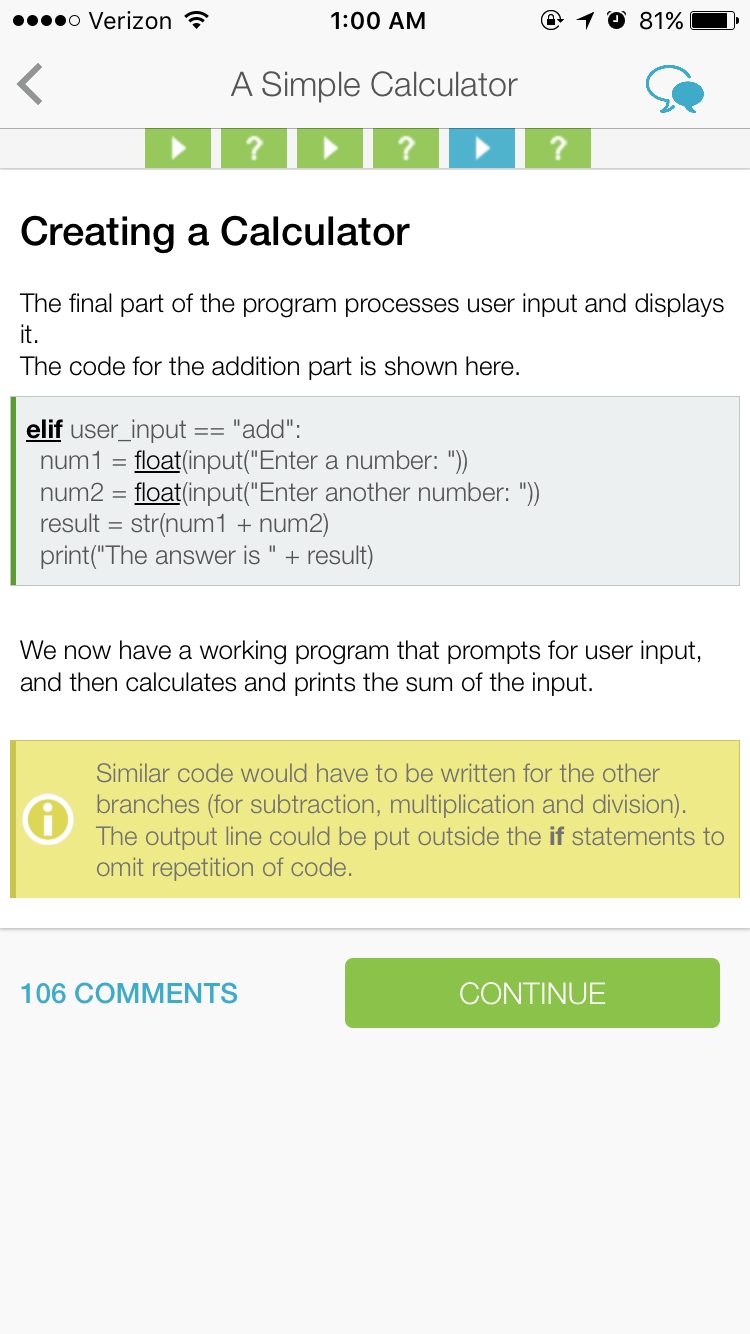 Verizon 1:00 AM 81%
A Simple Calculator
? ? ?
Creating a Calculator
The final part of the program processes user input and displays
it.
The code for the addition part is shown here.
elif user_input == "add":
num1 = float(input("Enter a number: "))
num2 = float(input("Enter another number: "))
result = str(num1 + num2)
print("The answer is " + result)
We now have a working program that prompts for user input,
and then calculates and prints the sum of the input.
Similar code would have to be written for the other
branches (for subtraction, multiplication and division).
The output line could be put outside the if statements to
omit repetition of code.
106 COMMENTS
CONTINUE